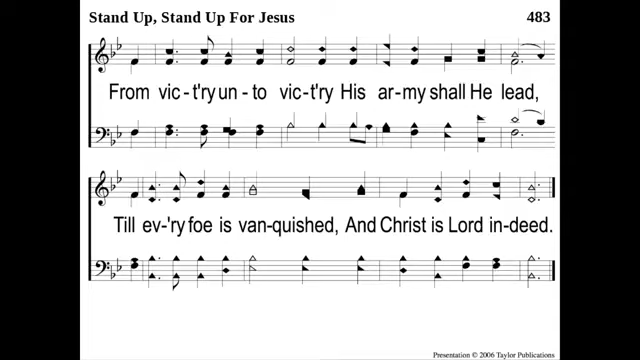 Stand Up, Stand Up For Jesus 483
From vic-t'ry un-to vic-t'ry His ar-my shall He lead,
Till ev-'ry foe is van-quished, And Christ is Lord in-deed.
Presentation © 2006 Taylor Publications